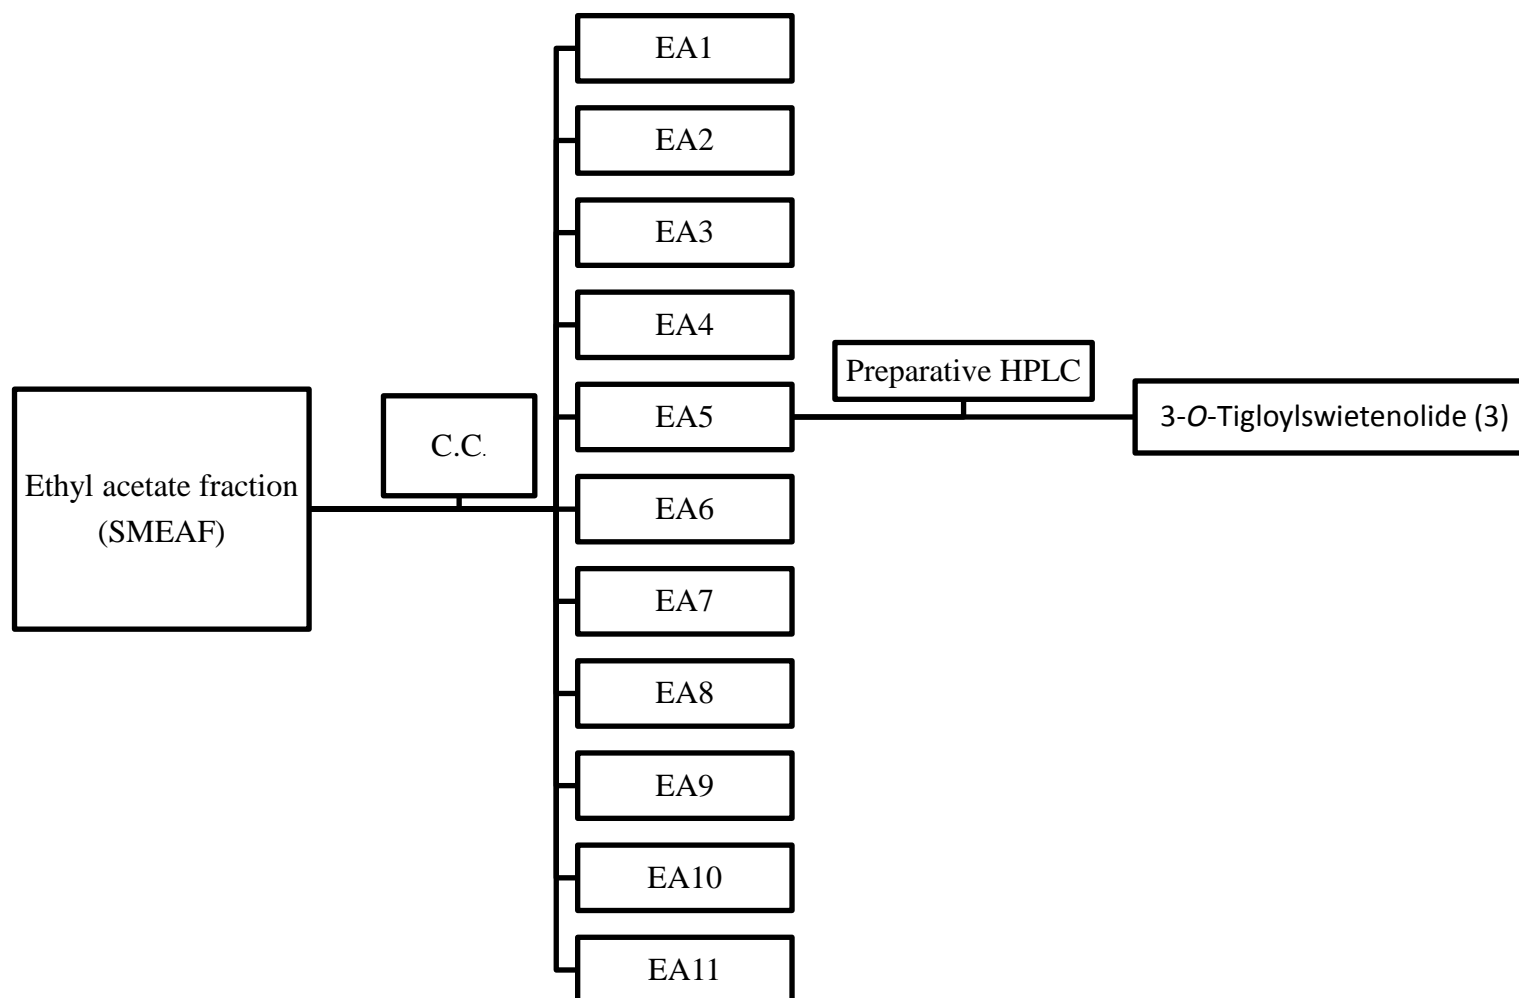 Ethyl acetate fraction
(SMEAF)
C.C.
EA1
EA2
EA3
EA4
EA5
EA6
EA7
EA8
EA9
EA10
EA11
Preparative HPLC
3-O-Tigloylswietenolide (3)